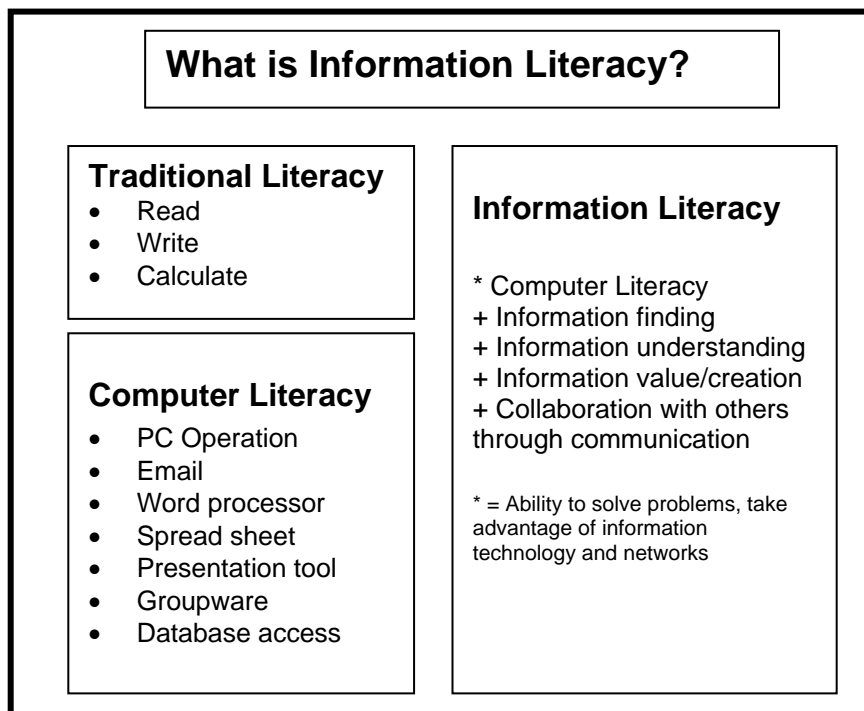 What is Information Literacy?
Traditional Literacy
• Read
• Write
• Calculate
Computer Literacy
• PC Operation
• Email
• Word processor
• Spread sheet
• Presentation tool
• Groupware
• Database access
Information Literacy
* Computer Literacy
+ Information finding
+ Information understanding
+ Information value/creation
+ Collaboration with others
through communication
* = Ability to solve problems, take
advantage of information
technology and networks